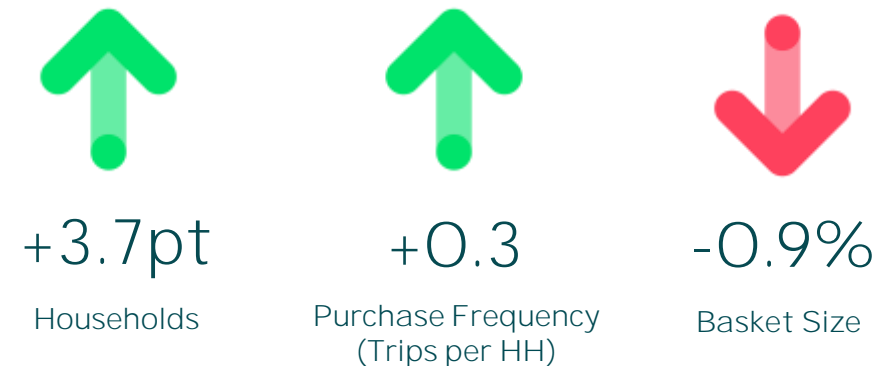 +3.7pt
Households
+0.3
Purchase Frequency
(Trips per HH)
-0.9%
Basket Size